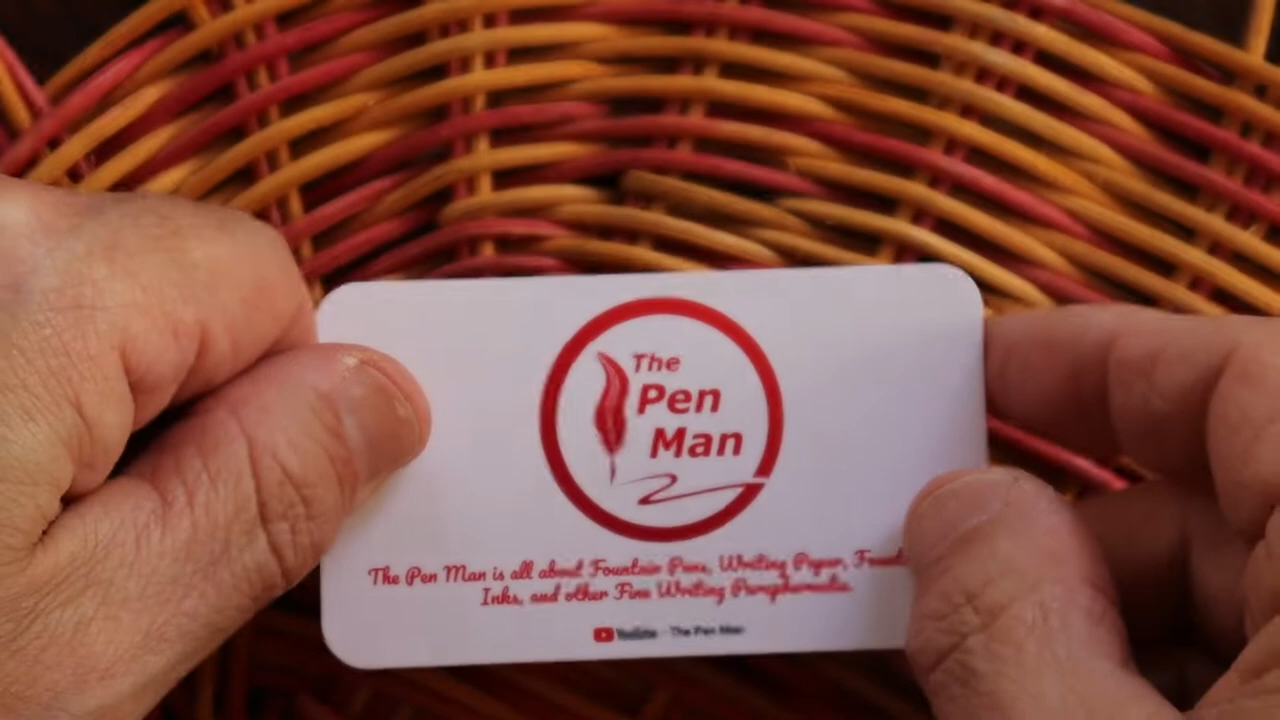 The
Pen
Man
The Pen Man is all about Fountain Pens, Writing Paper,
Inks, and other Fine Writing
YouTube - The Pen Man